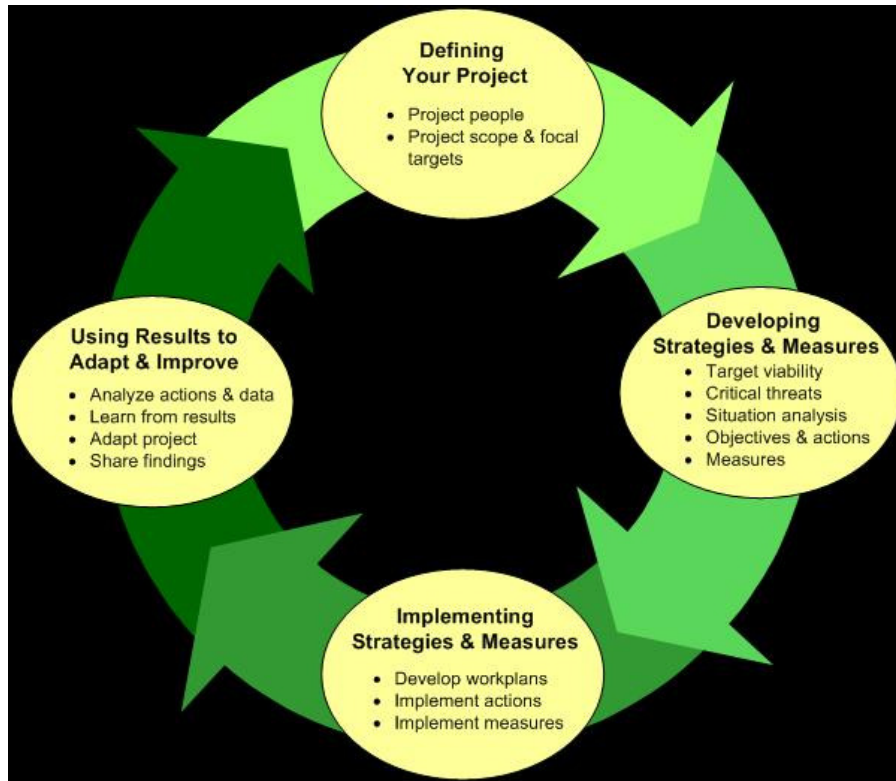 Defining
Your Project
• Project people
• Project scope & focal
targets
Developing
Strategies & Measures
• Target viability
• Critical threats
• Situation analysis
• Objectives & actions
• Measures
Implementing
Strategies & Measures
• Develop workplans
• Implement actions
• Implement measures
Using Results to
Adapt & Improve
• Analyze actions & data
• Learn from results
• Adapt project
• Share findings